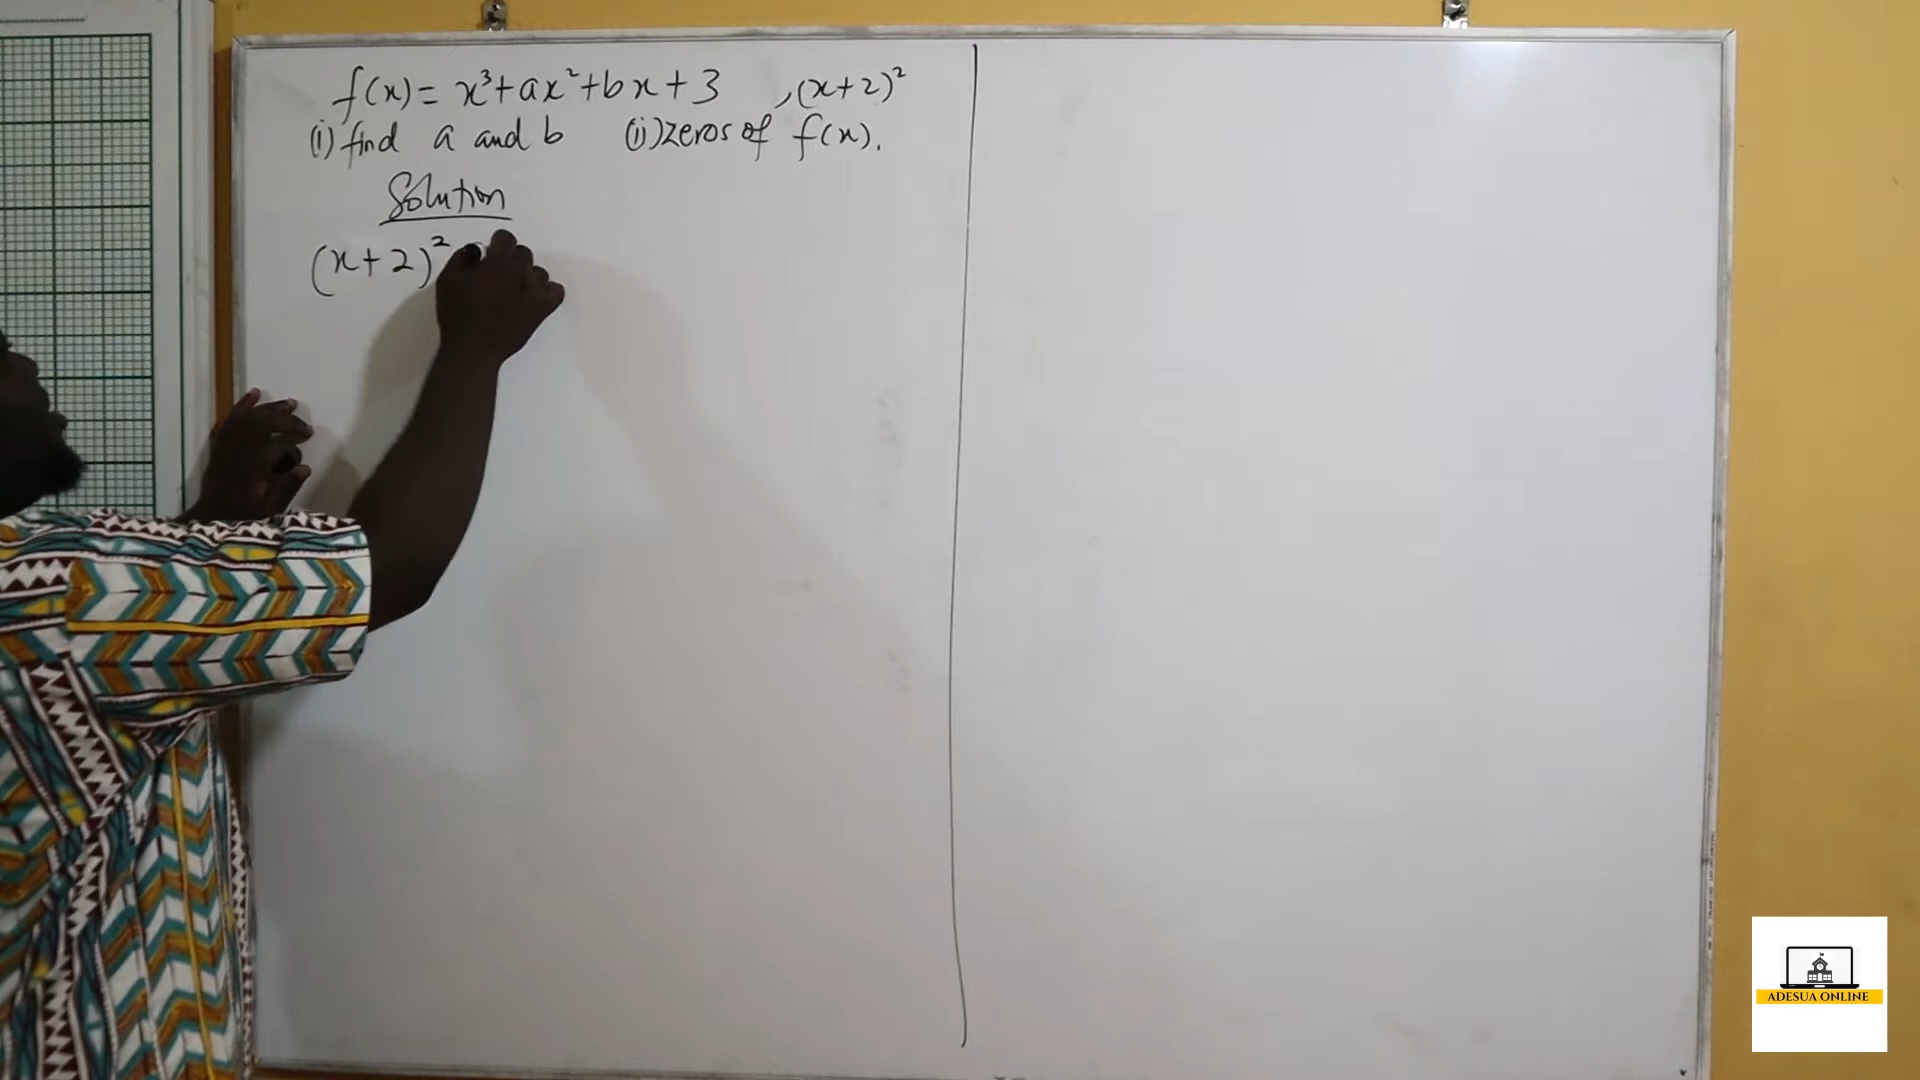 f(x) = x³+ax²+bx+3 , (x+2)²
(i) find a and b (ii) zeros of f(x).
Solution
(x+2)²
ADESUA ONLINE